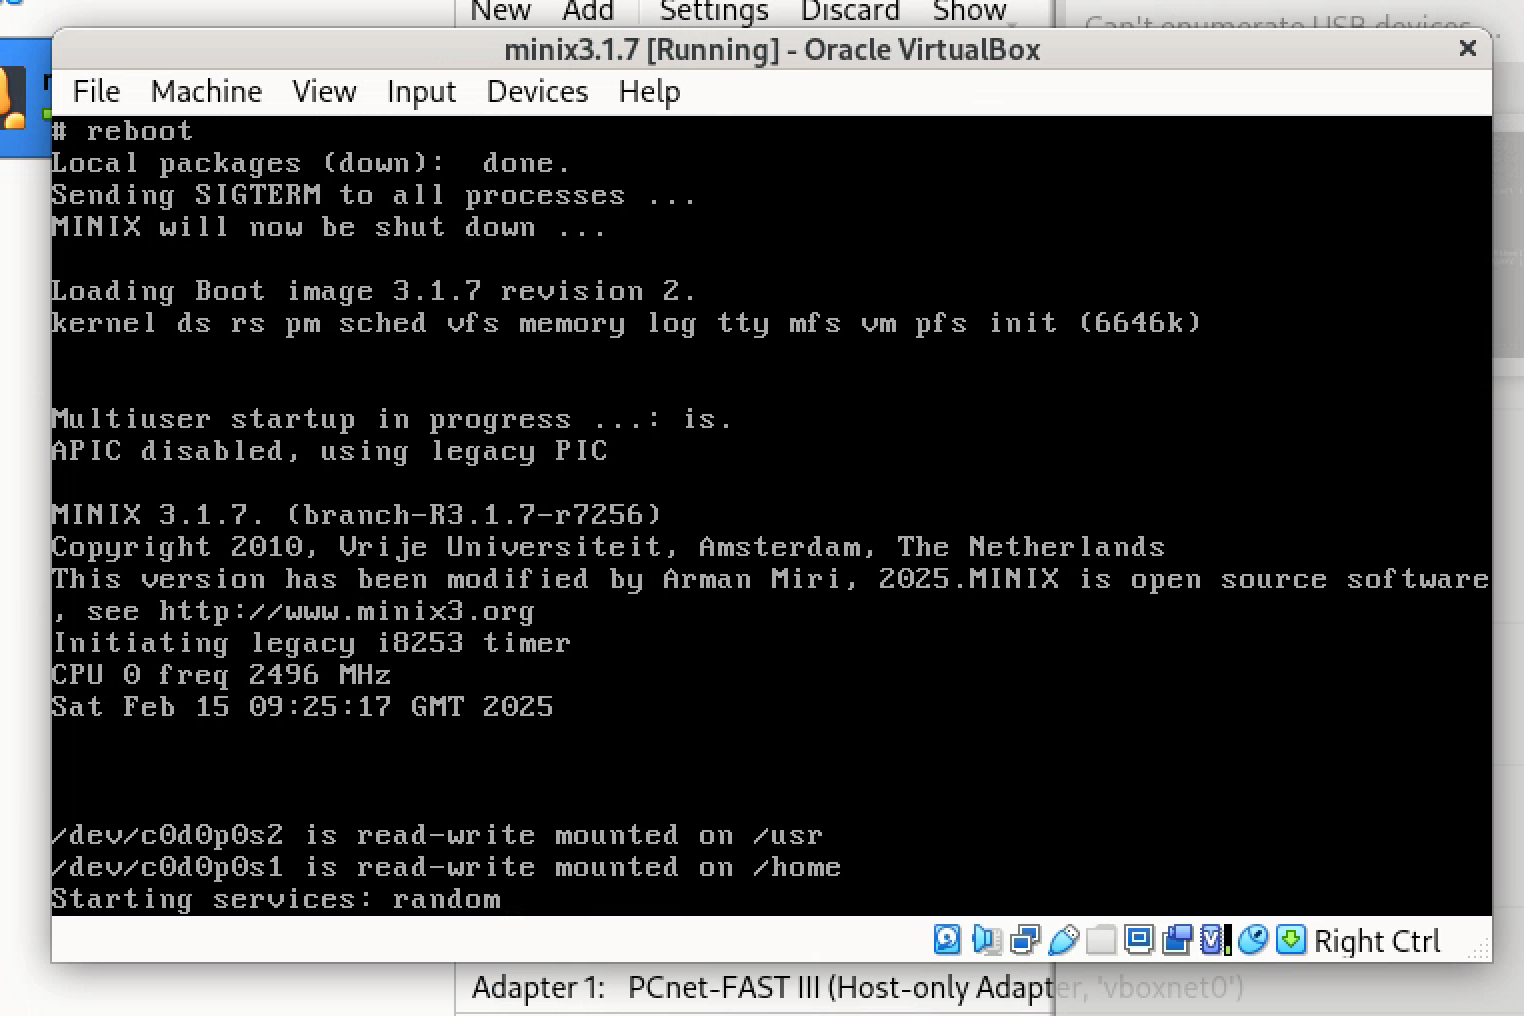 New Add Settings Discard Show
Can't enumerate USB devices...
minix3.1.7 [Running] - Oracle VirtualBox
File Machine View Input Devices Help
# reboot
Local packages (down):  done.
Sending SIGTERM to all processes ...
MINIX will now be shut down ...
Loading Boot image 3.1.7 revision 2.
kernel ds rs pm sched vfs memory log tty mfs vm pfs init (6646k)
Multiuser startup in progress ...: is.
APIC disabled, using legacy PIC
MINIX 3.1.7. (branch-R3.1.7-r7256)
Copyright 2010, Vrije Universiteit, Amsterdam, The Netherlands
This version has been modified by Arman Miri, 2025.MINIX is open source software
, see http://www.minix3.org
Initiating legacy i8253 timer
CPU 0 freq 2496 MHz
Sat Feb 15 09:25:17 GMT 2025
/dev/c0d0p0s2 is read-write mounted on /usr
/dev/c0d0p0s1 is read-write mounted on /home
Starting services: random
Right Ctrl
Adapter 1: PCnet-FAST III (Host-only Adapter, 'vboxnet0')